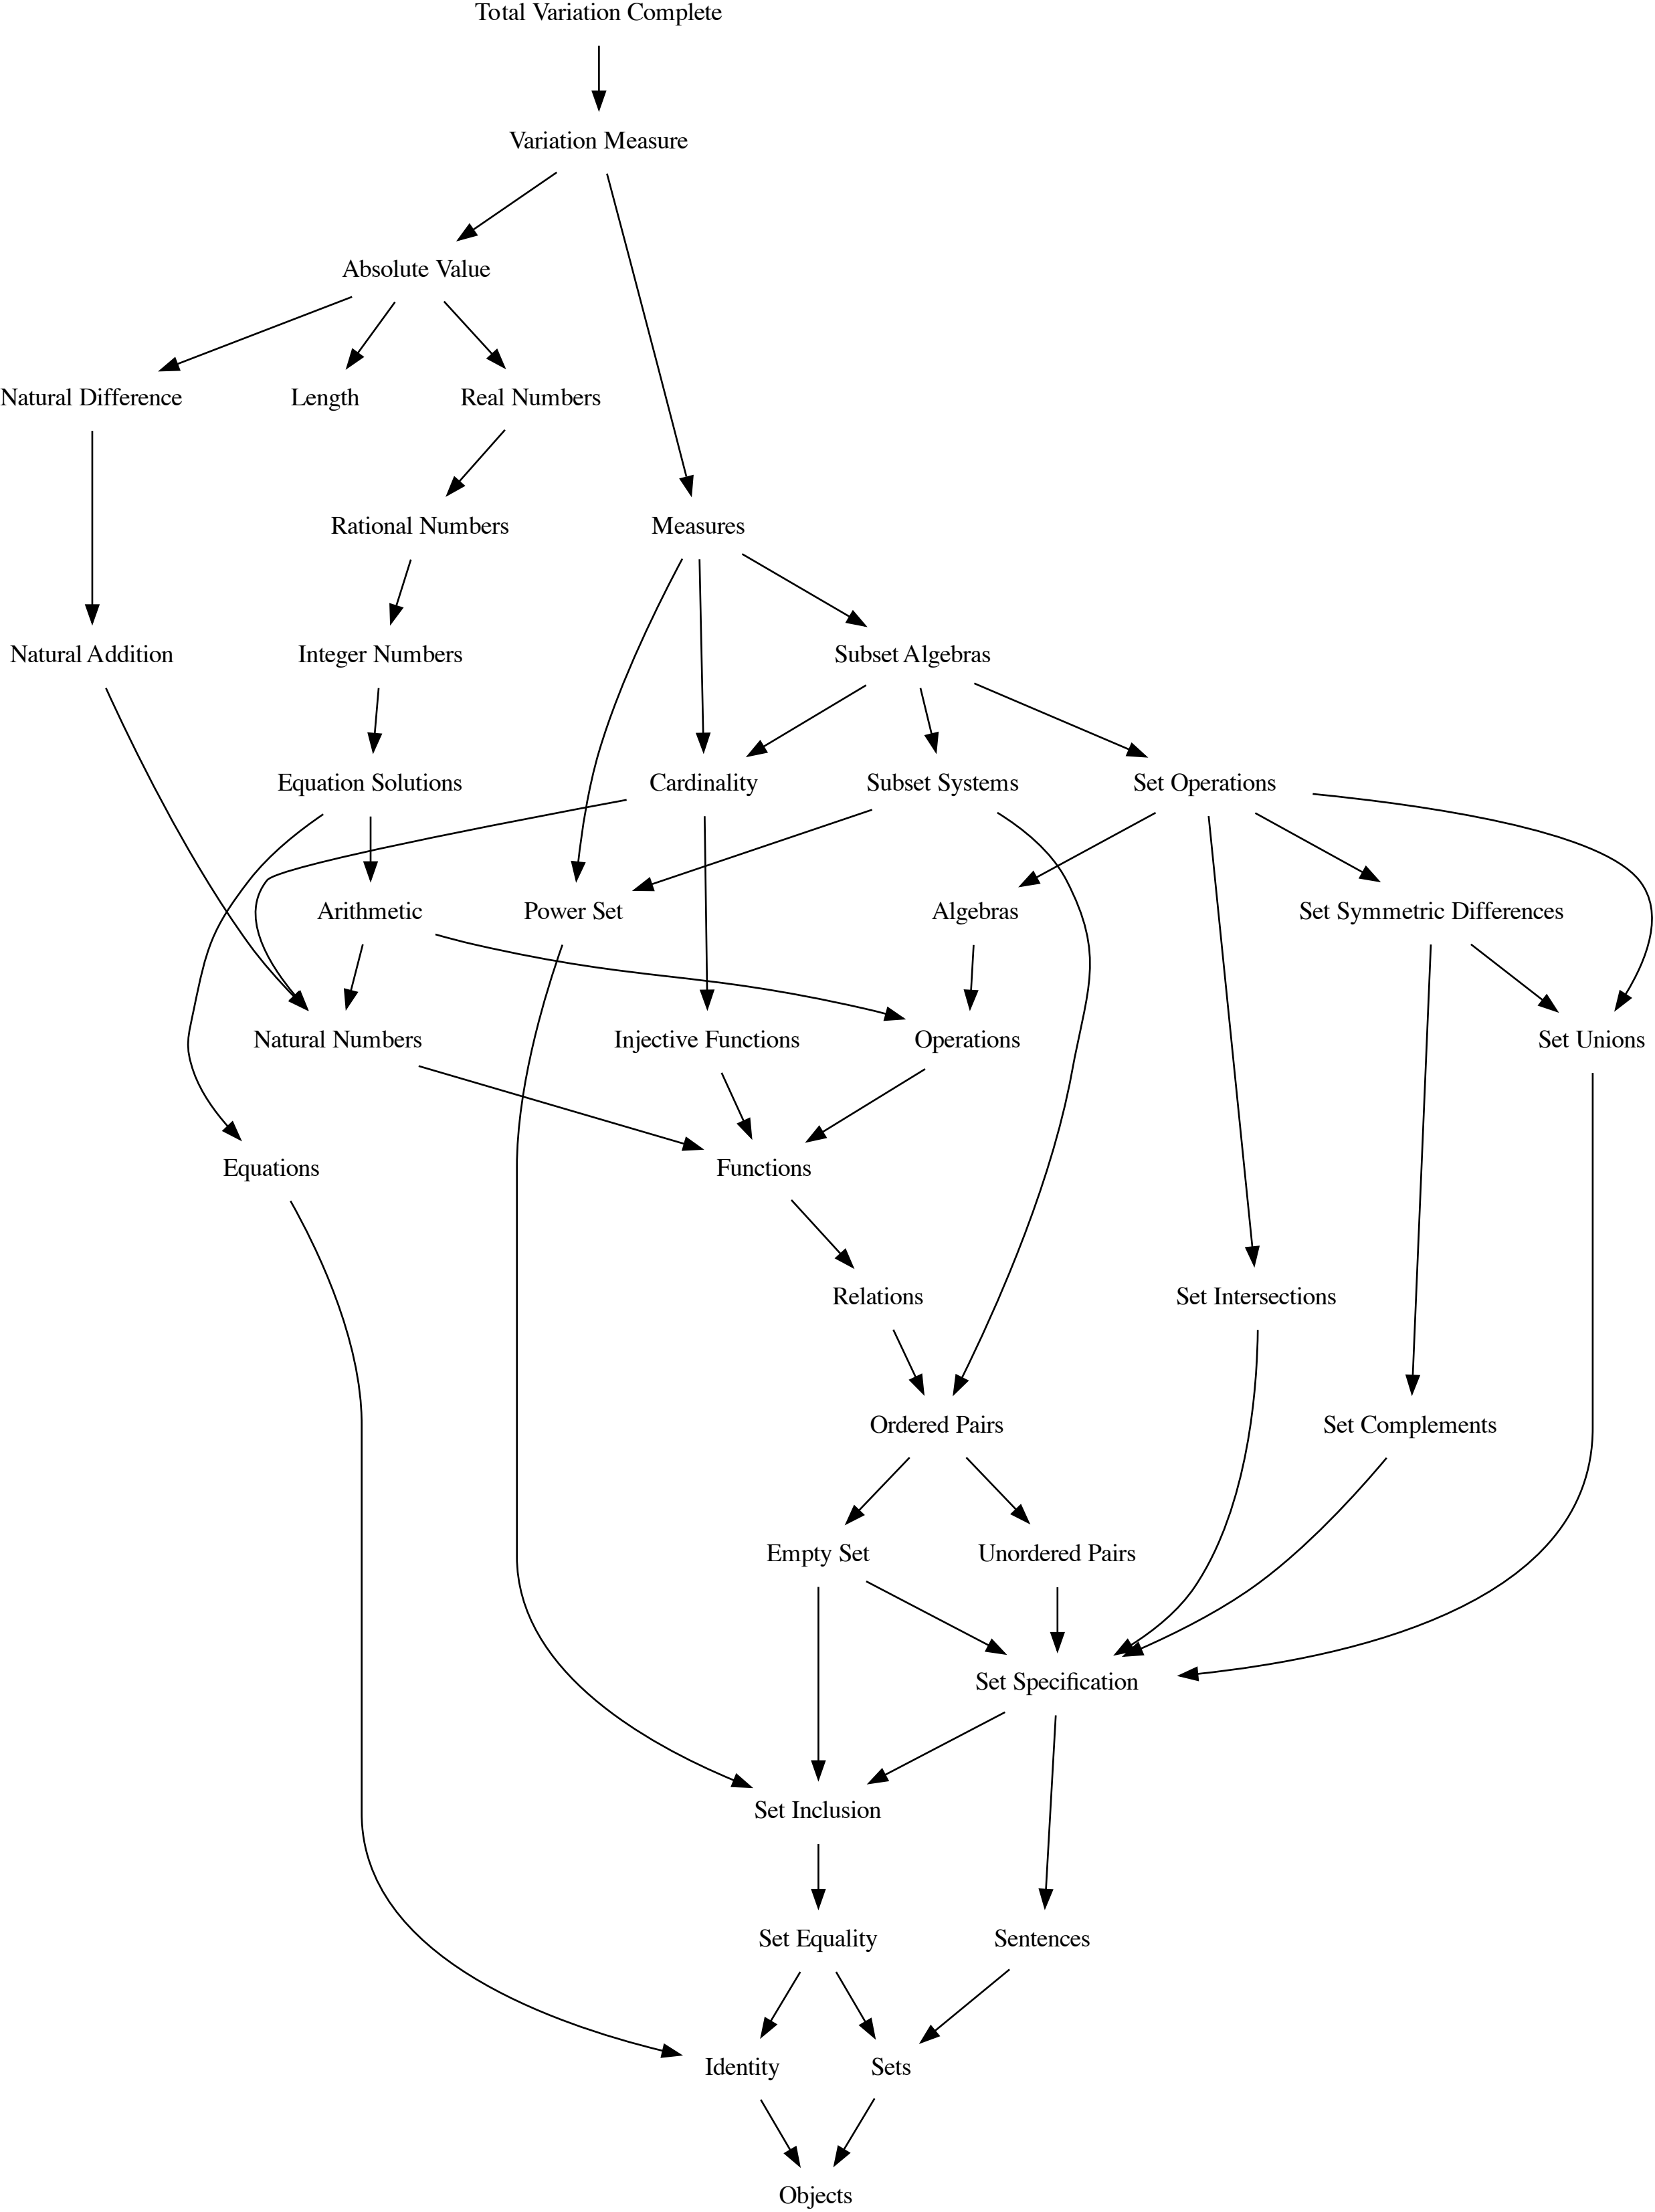 Total Variation Complete
Variation Measure
Absolute Value
Natural Difference
Length
Real Numbers
Rational Numbers
Measures
Natural Addition
Integer Numbers
Subset Algebras
Equation Solutions
Cardinality
Subset Systems
Set Operations
Arithmetic
Power Set
Algebras
Set Symmetric Differences
Natural Numbers
Injective Functions
Operations
Set Unions
Equations
Functions
Relations
Set Intersections
Ordered Pairs
Set Complements
Empty Set
Unordered Pairs
Set Specification
Set Inclusion
Set Equality
Sentences
Identity
Sets
Objects